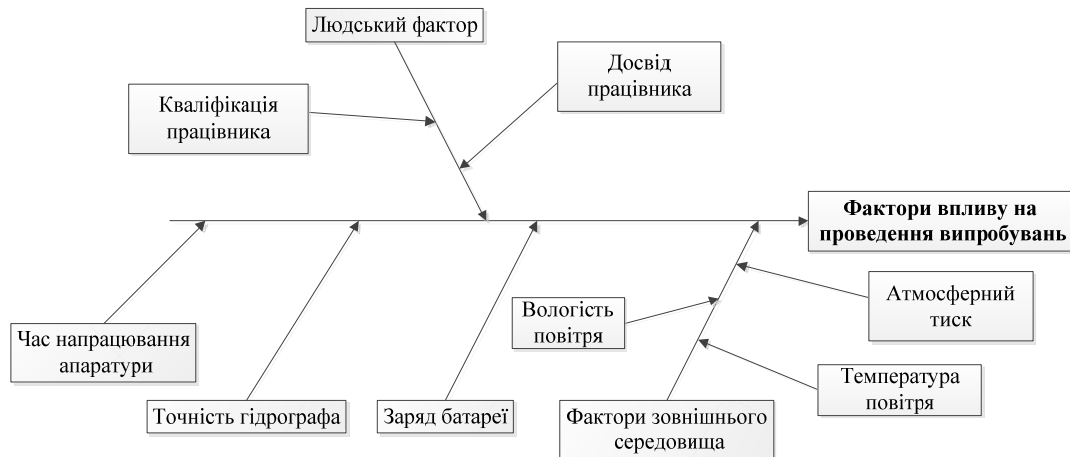 Людський фактор
Досвід
працівника
Кваліфікація
працівника
Фактори впливу на
проведення випробувань
Атмосферний
тиск
Вологість
повітря
Час напрацювання
апаратури
Температура
повітря
Точність гідрографа
Заряд батареї
Фактори зовнішнього
середовища